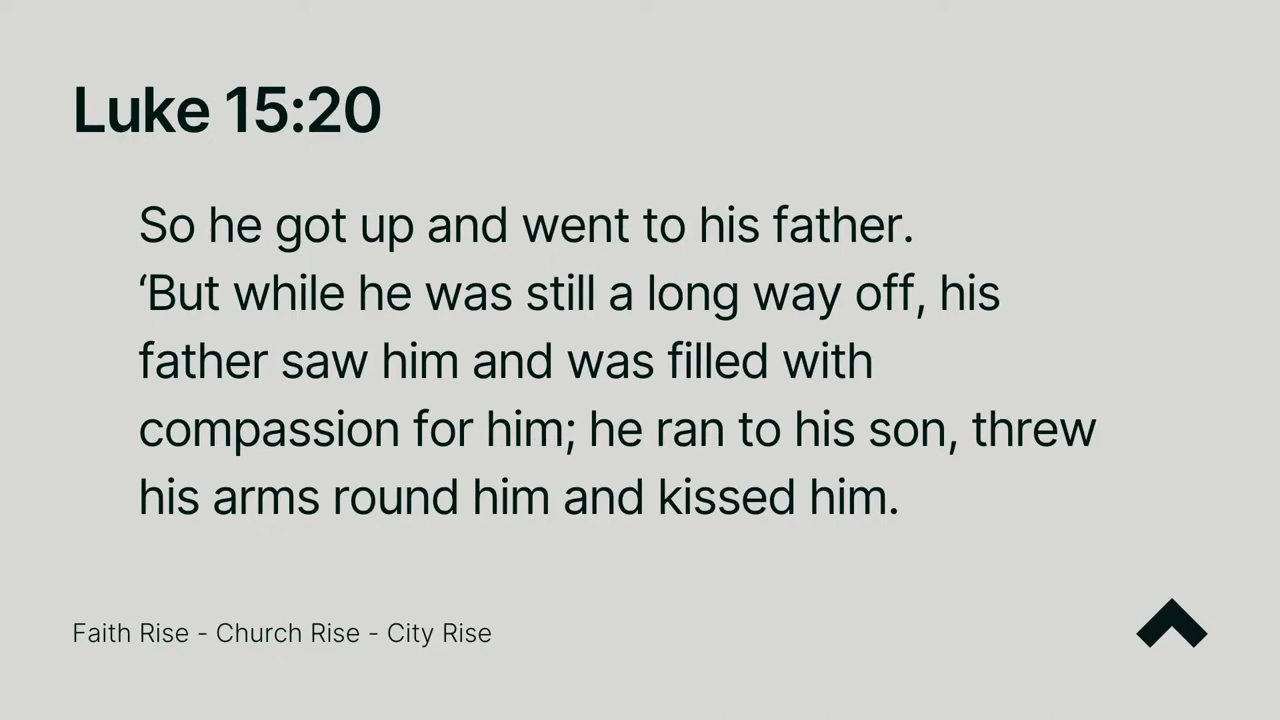 Luke 15:20
So he got up and went to his father.
‘But while he was still a long way off, his
father saw him and was filled with
compassion for him; he ran to his son, threw
his arms round him and kissed him.
Faith Rise - Church Rise - City Rise